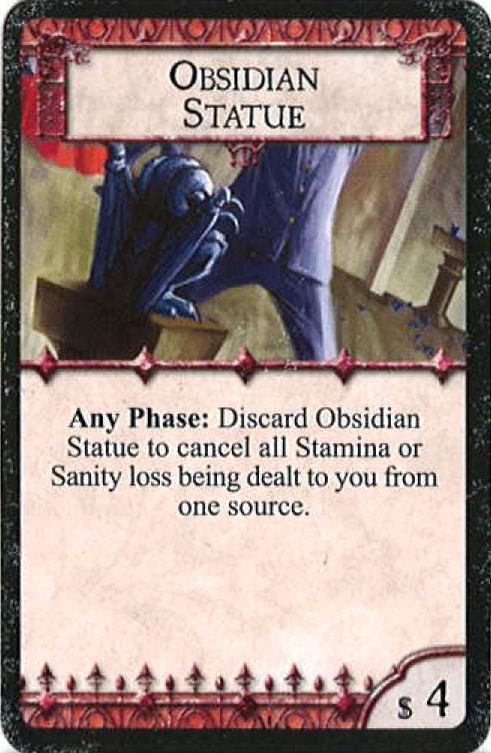 OBSIDIAN
STATUE
Any Phase: Discard Obsidian
Statue to cancel all Stamina or
Sanity loss being dealt to you from
one source.
$ 4